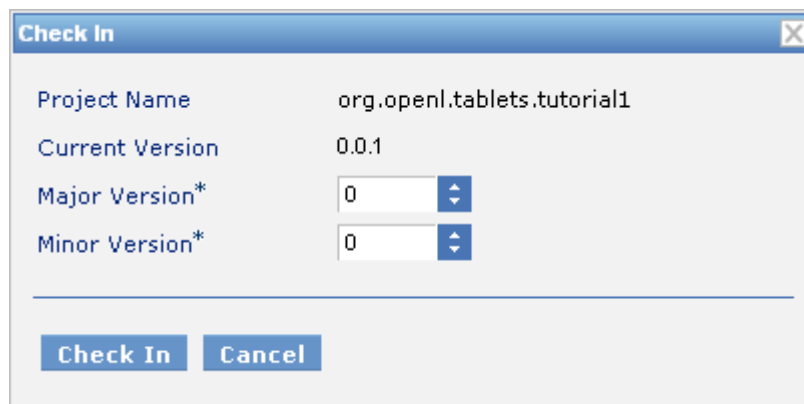 Check In
Project Name org.openl.tablets.tutorial1
Current Version 0.0.1
Major Version* 0
Minor Version* 0
Check In Cancel